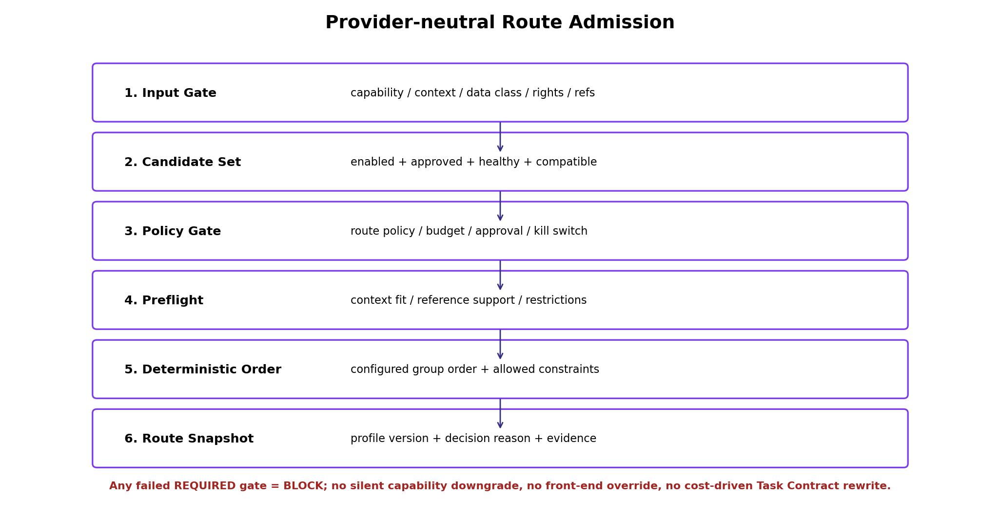 Provider-neutral Route Admission
1. Input Gate
capability / context / data class / rights / refs
2. Candidate Set
enabled + approved + healthy + compatible
3. Policy Gate
route policy / budget / approval / kill switch
4. Preflight
context fit / reference support / restrictions
5. Deterministic Order
configured group order + allowed constraints
6. Route Snapshot
profile version + decision reason + evidence
Any failed REQUIRED gate = BLOCK; no silent capability downgrade, no front-end override, no cost-driven Task Contract rewrite.